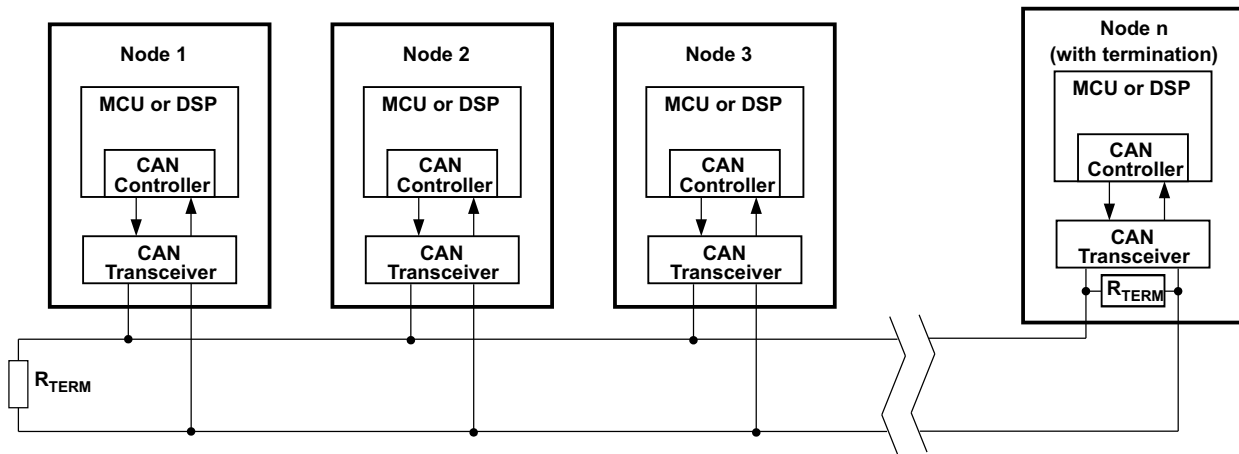 Node 1
MCU or DSP
CAN
Controller
CAN
Transceiver
Node 2
MCU or DSP
CAN
Controller
CAN
Transceiver
Node 3
MCU or DSP
CAN
Controller
CAN
Transceiver
Node n
(with termination)
MCU or DSP
CAN
Controller
CAN
Transceiver
RTERM
RTERM